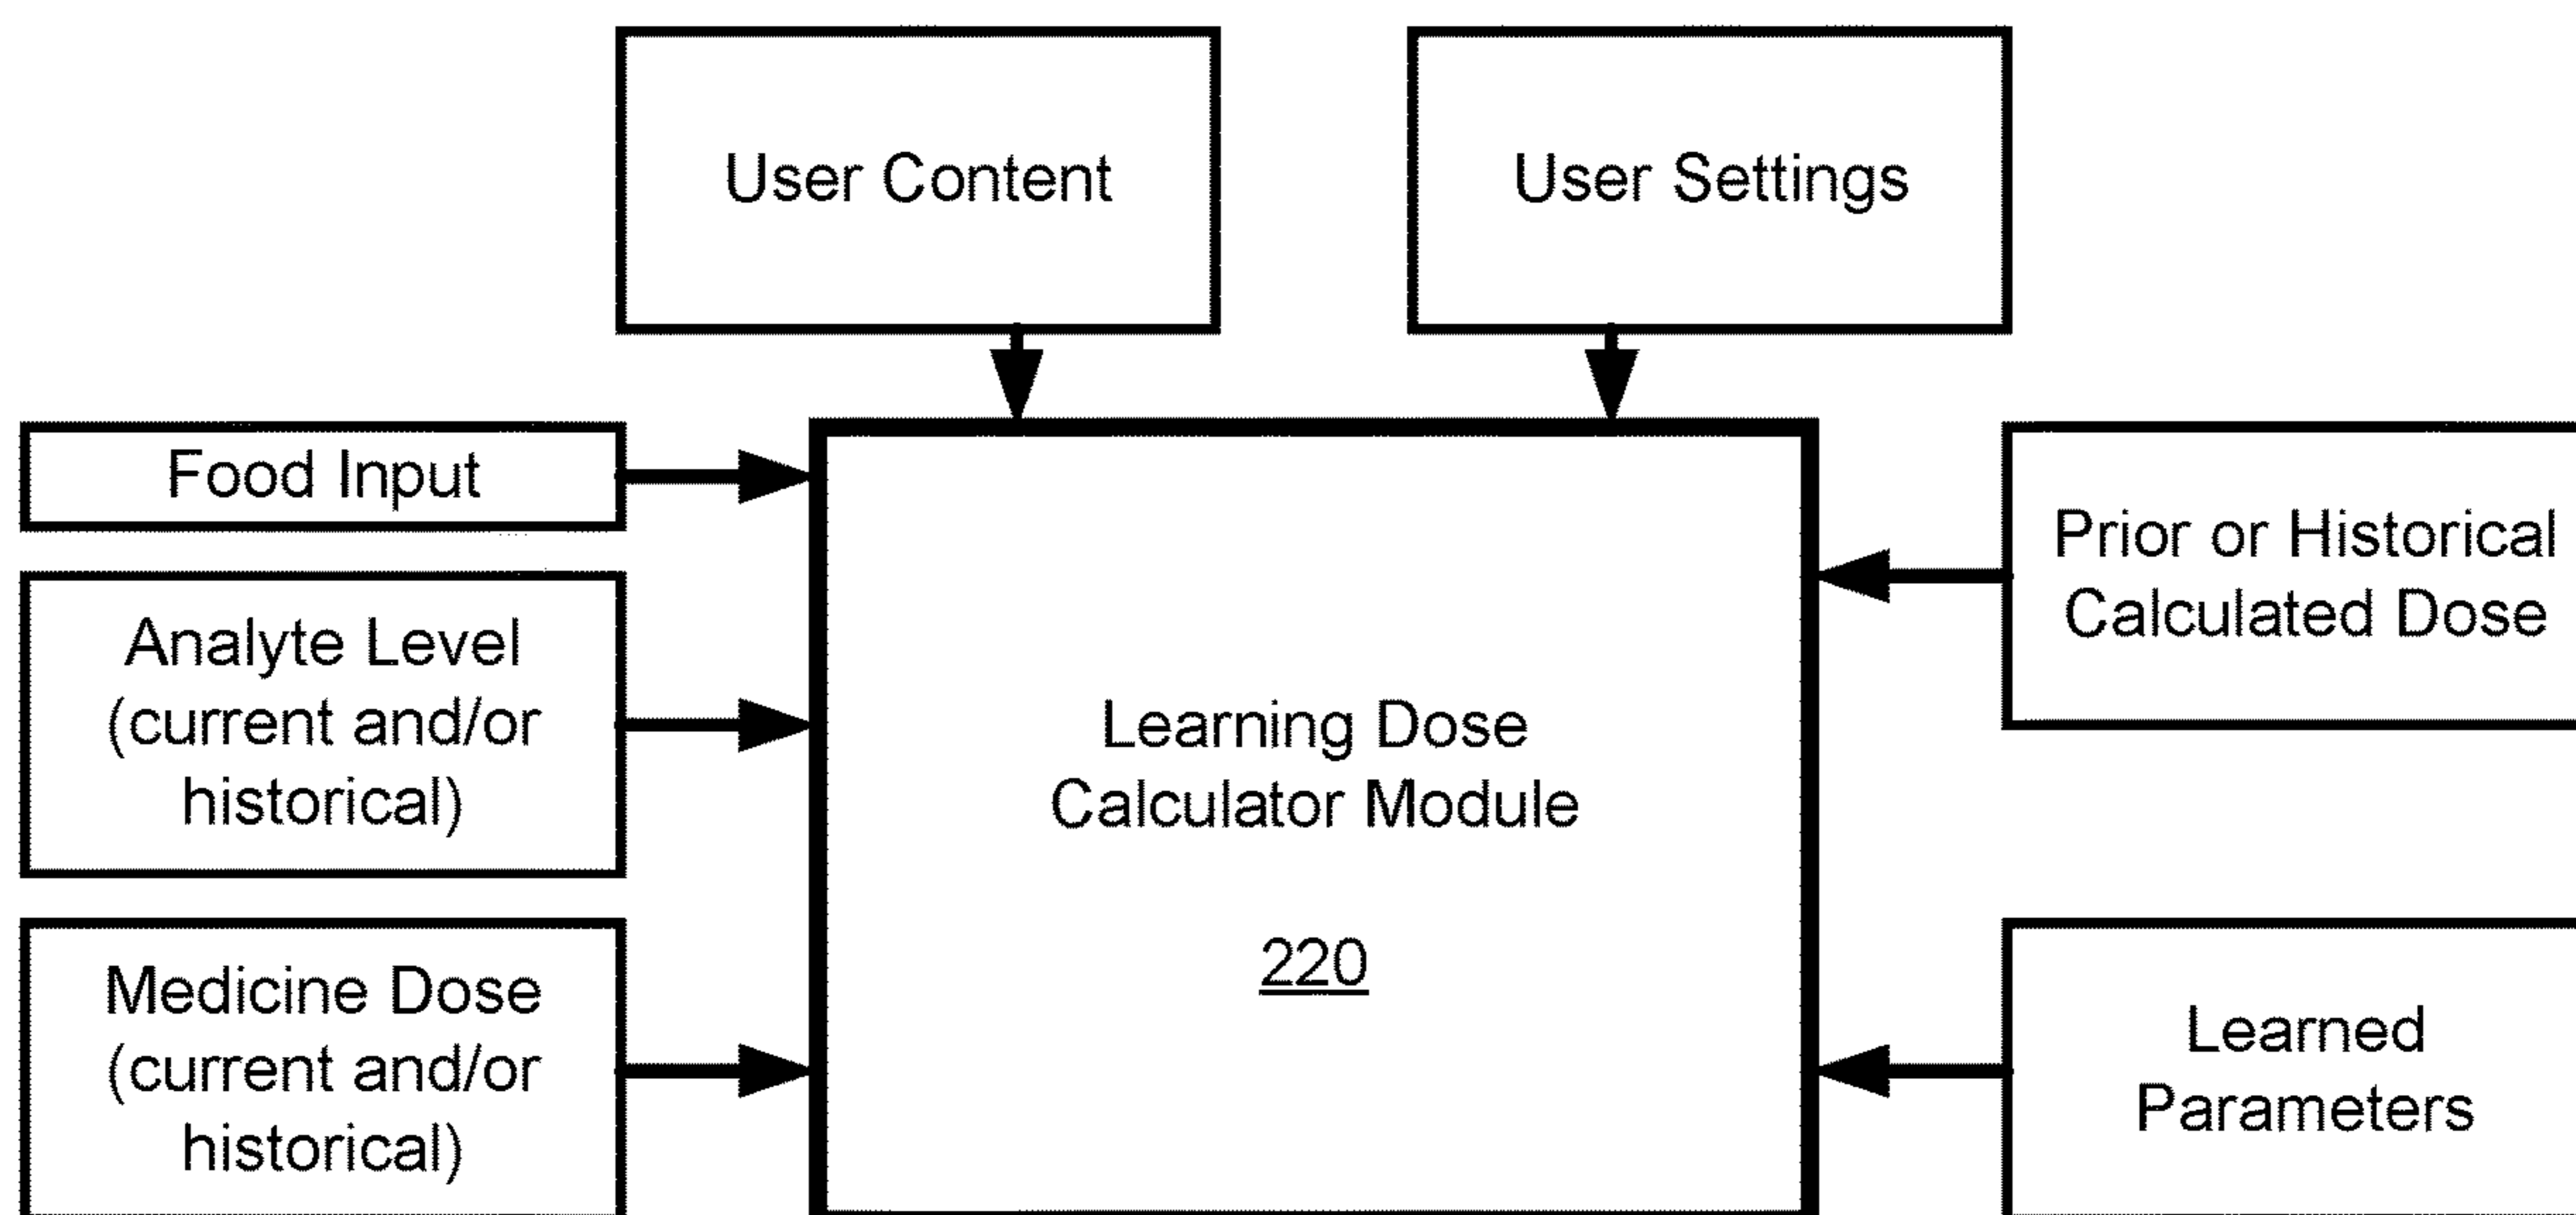 User Content
User Settings
Food Input
Analyte Level
(current and/or
historical)
Medicine Dose
(current and/or
historical)
Learning Dose
Calculator Module
220
Prior or Historical
Calculated Dose
Learned
Parameters